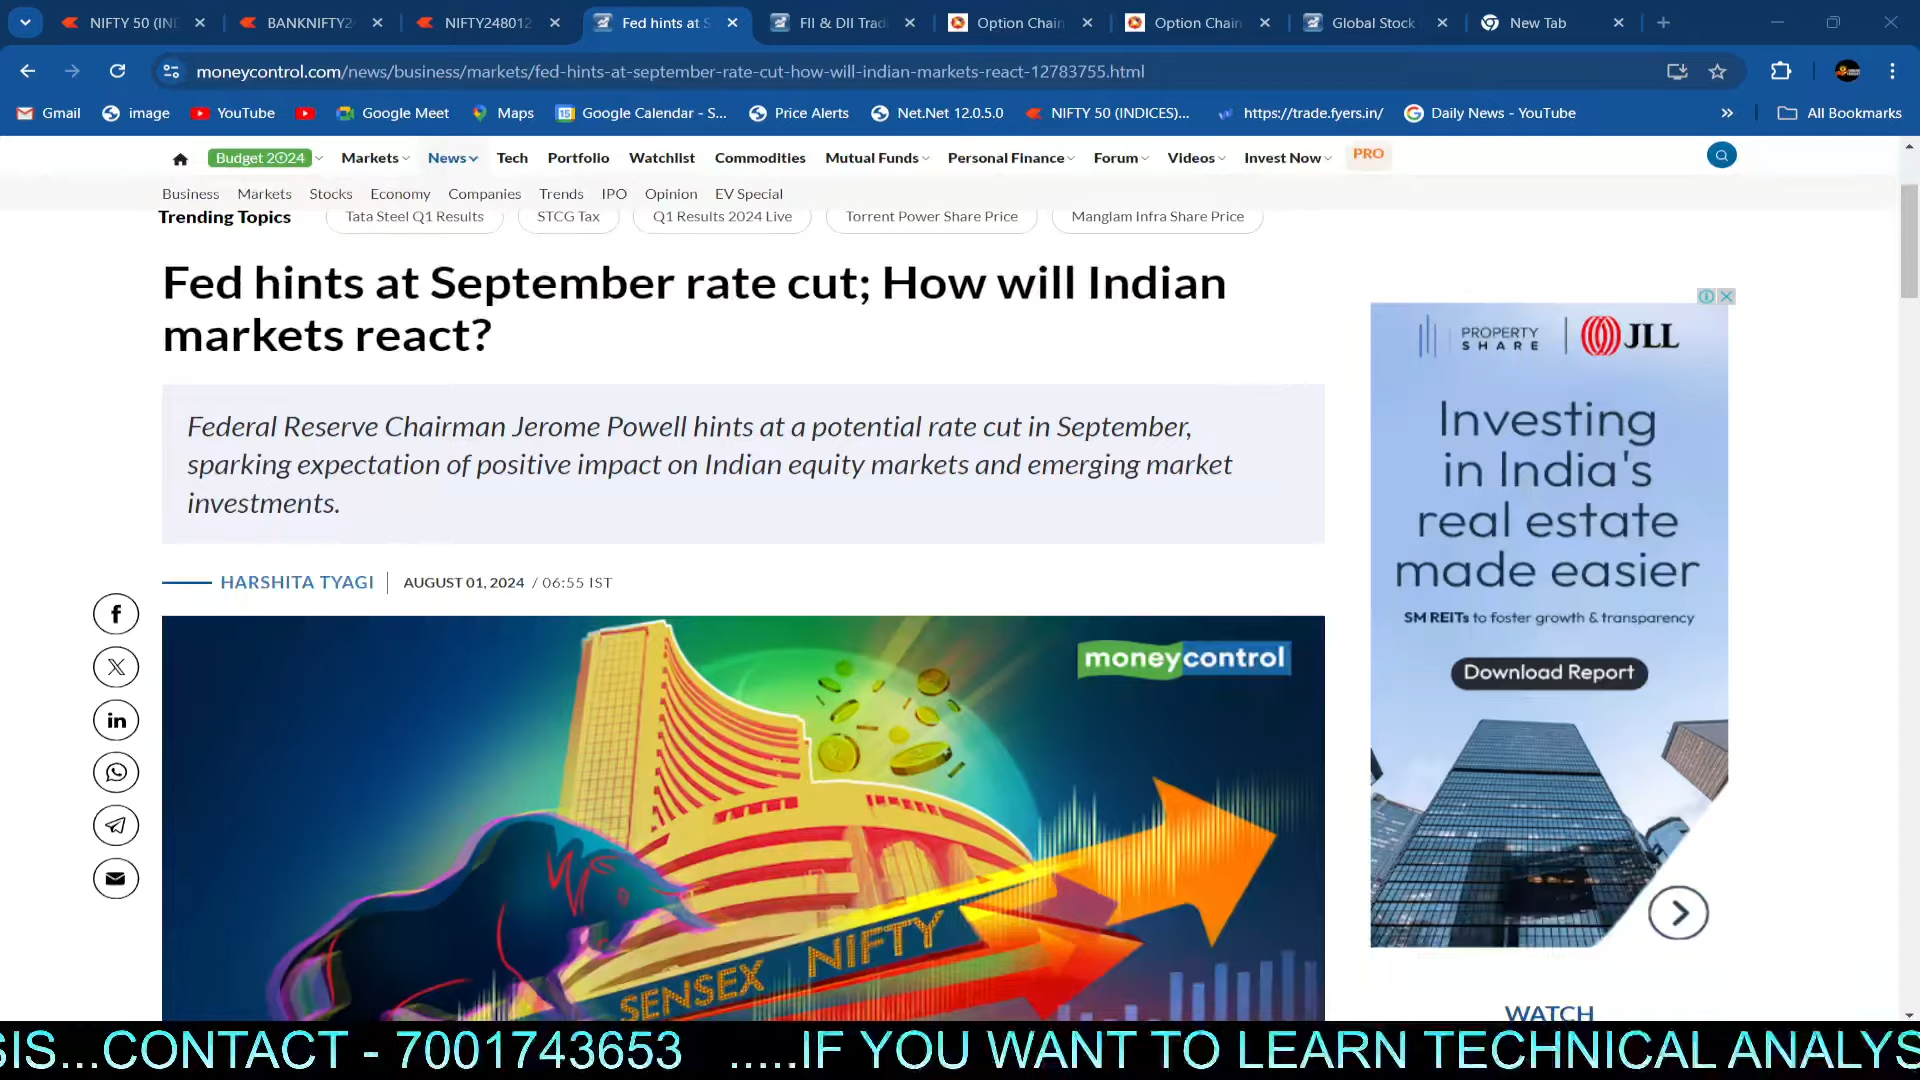 NIFTY 50 (IND
BANKNIFTY2
NIFTY248012
Fed hints at S
FII & DII Trad
Option Chain
Option Chain
Global Stock
New Tab
moneycontrol.com/news/business/markets/fed-hints-at-september-rate-cut-how-will-indian-markets-react-12783755.html
Gmail
image
YouTube
Google Meet
Maps
Google Calendar - S...
Price Alerts
Net.Net 12.0.5.0
NIFTY 50 (INDICES)...
https://trade.fyers.in/
Daily News - YouTube
All Bookmarks
Budget 2024
Markets
News
Tech
Portfolio
Watchlist
Commodities
Mutual Funds
Personal Finance
Forum
Videos
Invest Now
PRO
Business
Markets
Stocks
Economy
Companies
Trends
IPO
Opinion
EV Special
Trending Topics
Tata Steel Q1 Results
STCG Tax
Q1 Results 2024 Live
Torrent Power Share Price
Manglam Infra Share Price
Fed hints at September rate cut; How will Indian
markets react?
Federal Reserve Chairman Jerome Powell hints at a potential rate cut in September,
sparking expectation of positive impact on Indian equity markets and emerging market
investments.
HARSHITA TYAGI
AUGUST 01, 2024 / 06:55 IST
moneycontrol
SENSEX NIFTY
PROPERTY
SHARE
JLL
Investing
in India's
real estate
made easier
SM REITs to foster growth & transparency
Download Report
WATCH
SIS...CONTACT - 7001743653 .....IF YOU WANT TO LEARN TECHNICAL ANALYS